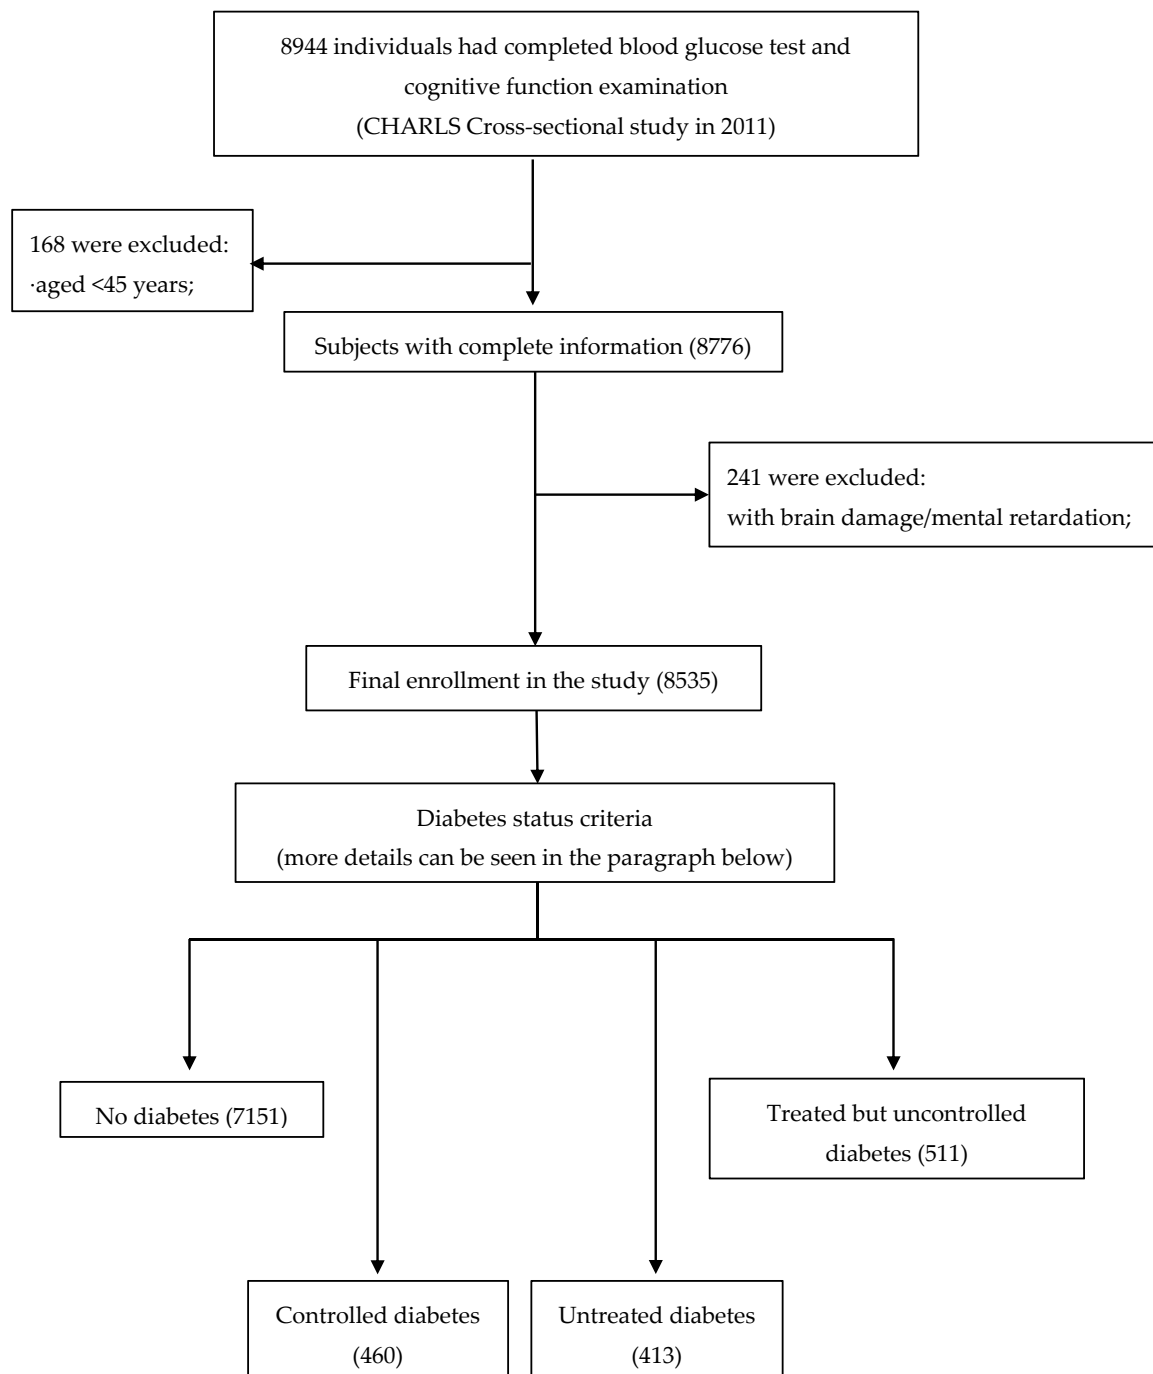 8944 individuals had completed blood glucose test and
cognitive function examination
(CHARLS Cross-sectional study in 2011)
168 were excluded:
·aged <45 years;
Subjects with complete information (8776)
241 were excluded:
with brain damage/mental retardation;
Final enrollment in the study (8535)
Diabetes status criteria
(more details can be seen in the paragraph below)
No diabetes (7151)
Treated but uncontrolled
diabetes (511)
Controlled diabetes
(460)
Untreated diabetes
(413)